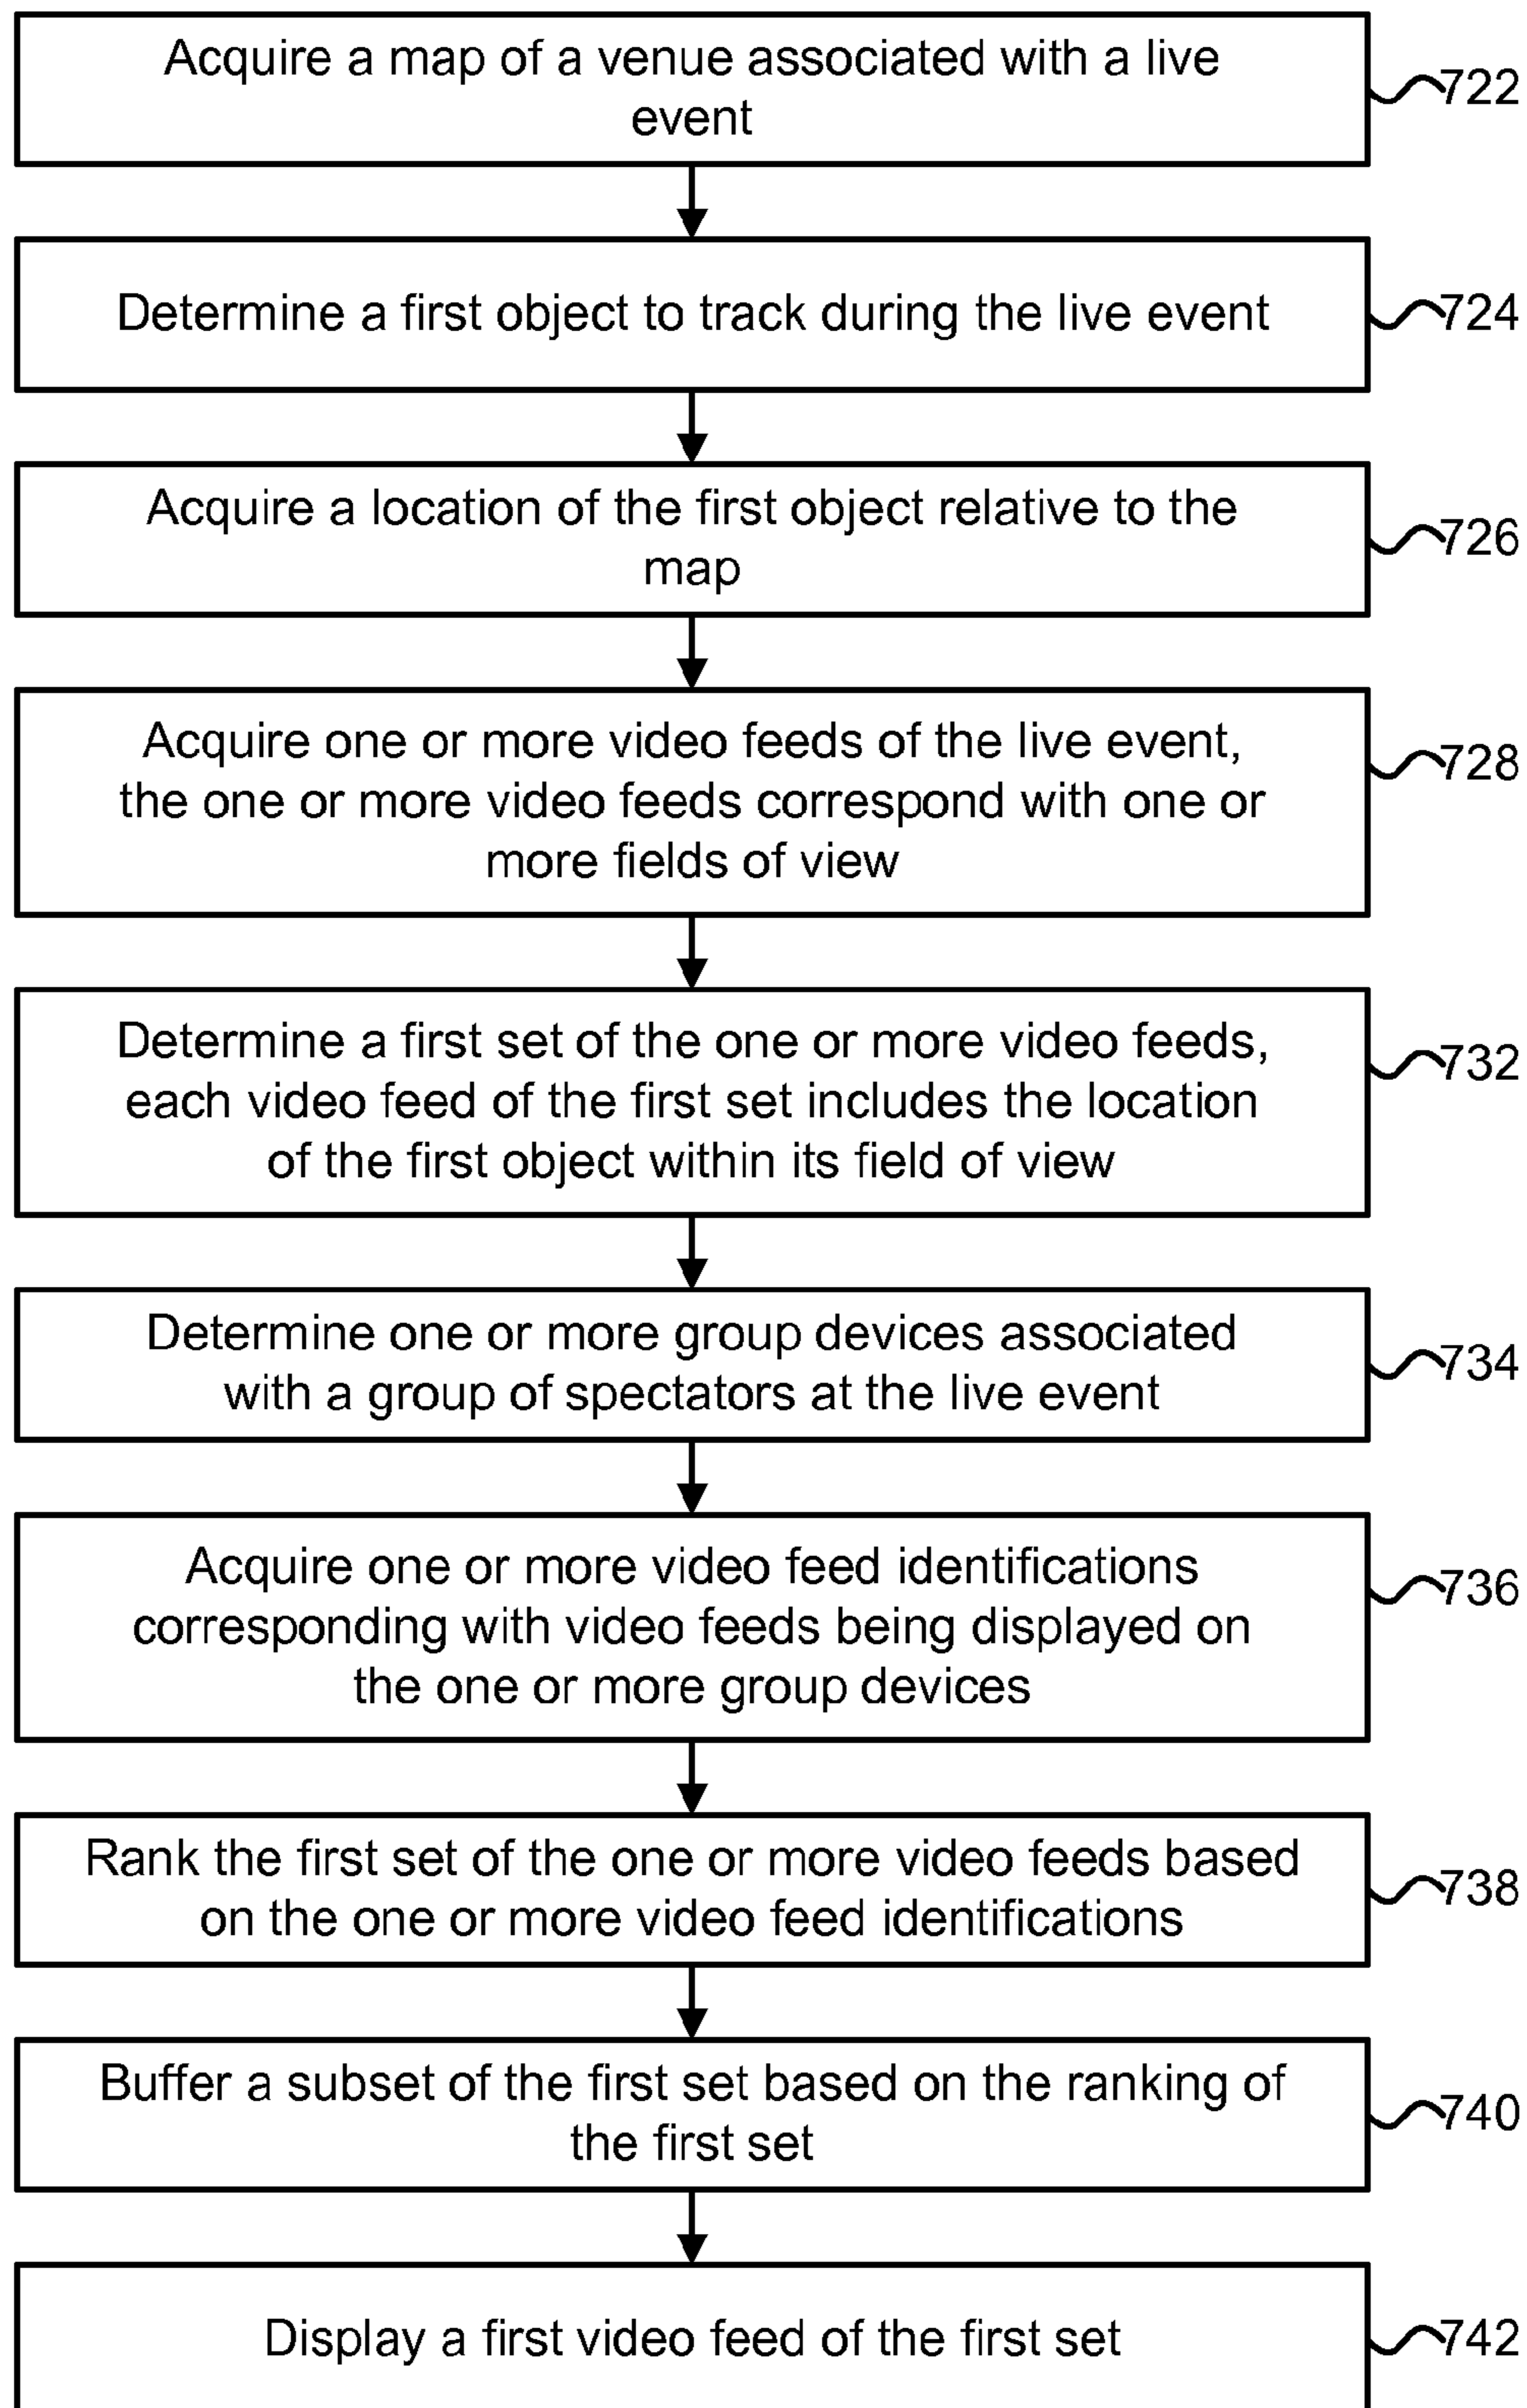 Acquire a map of a venue associated with a live
event
722
Determine a first object to track during the live event
724
Acquire a location of the first object relative to the
map
726
Acquire one or more video feeds of the live event,
the one or more video feeds correspond with one or
more fields of view
728
Determine a first set of the one or more video feeds,
each video feed of the first set includes the location
of the first object within its field of view
732
Determine one or more group devices associated
with a group of spectators at the live event
734
Acquire one or more video feed identifications
corresponding with video feeds being displayed on
the one or more group devices
736
Rank the first set of the one or more video feeds based
on the one or more video feed identifications
738
Buffer a subset of the first set based on the ranking of
the first set
740
Display a first video feed of the first set
742